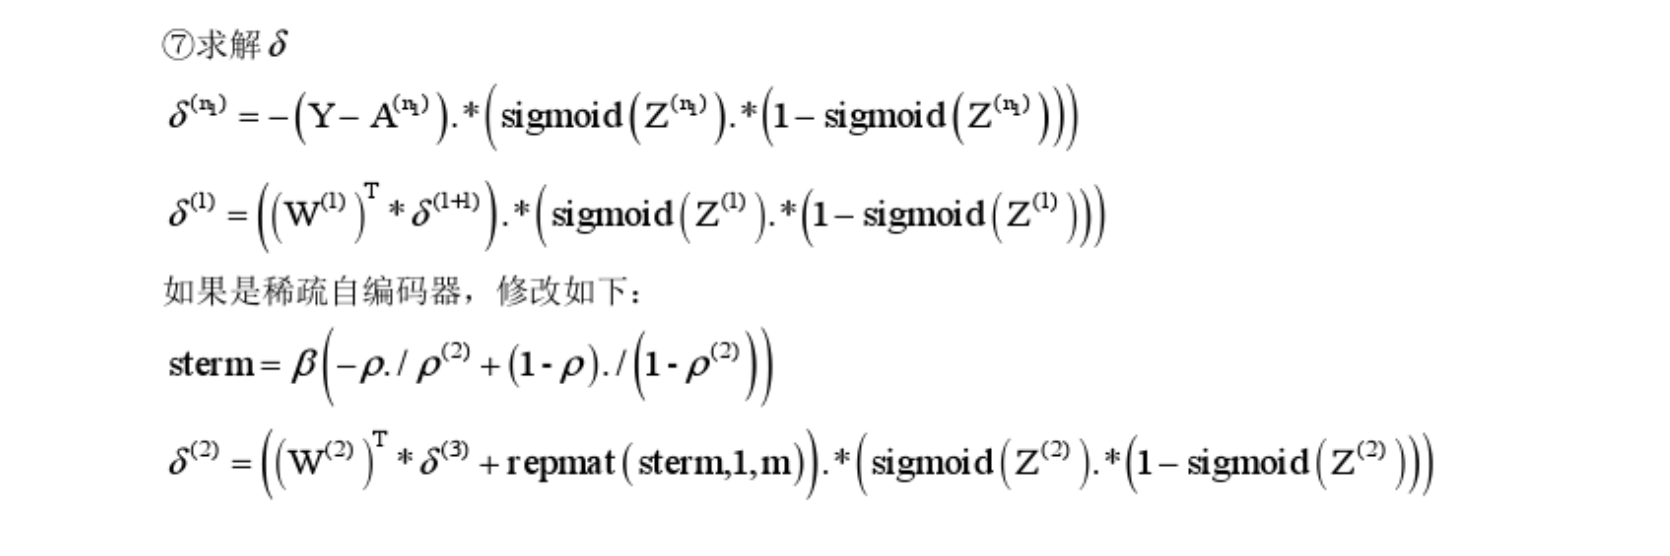 ⑦求解 δ
δ^(n_l) = −(Y − A^(n_l)).*(sigmoid(Z^(n_l)).*(1 − sigmoid(Z^(n_l))))
δ^(l) = ((W^(l))^T * δ^(l+1)).*(sigmoid(Z^(l)).*(1 − sigmoid(Z^(l))))
如果是稀疏自编码器，修改如下：
sterm = β(−ρ./ρ^(2) + (1-ρ)./(1-ρ^(2)))
δ^(2) = ((W^(2))^T * δ^(3) + repmat(sterm,1,m)).*(sigmoid(Z^(2)).*(1 − sigmoid(Z^(2))))